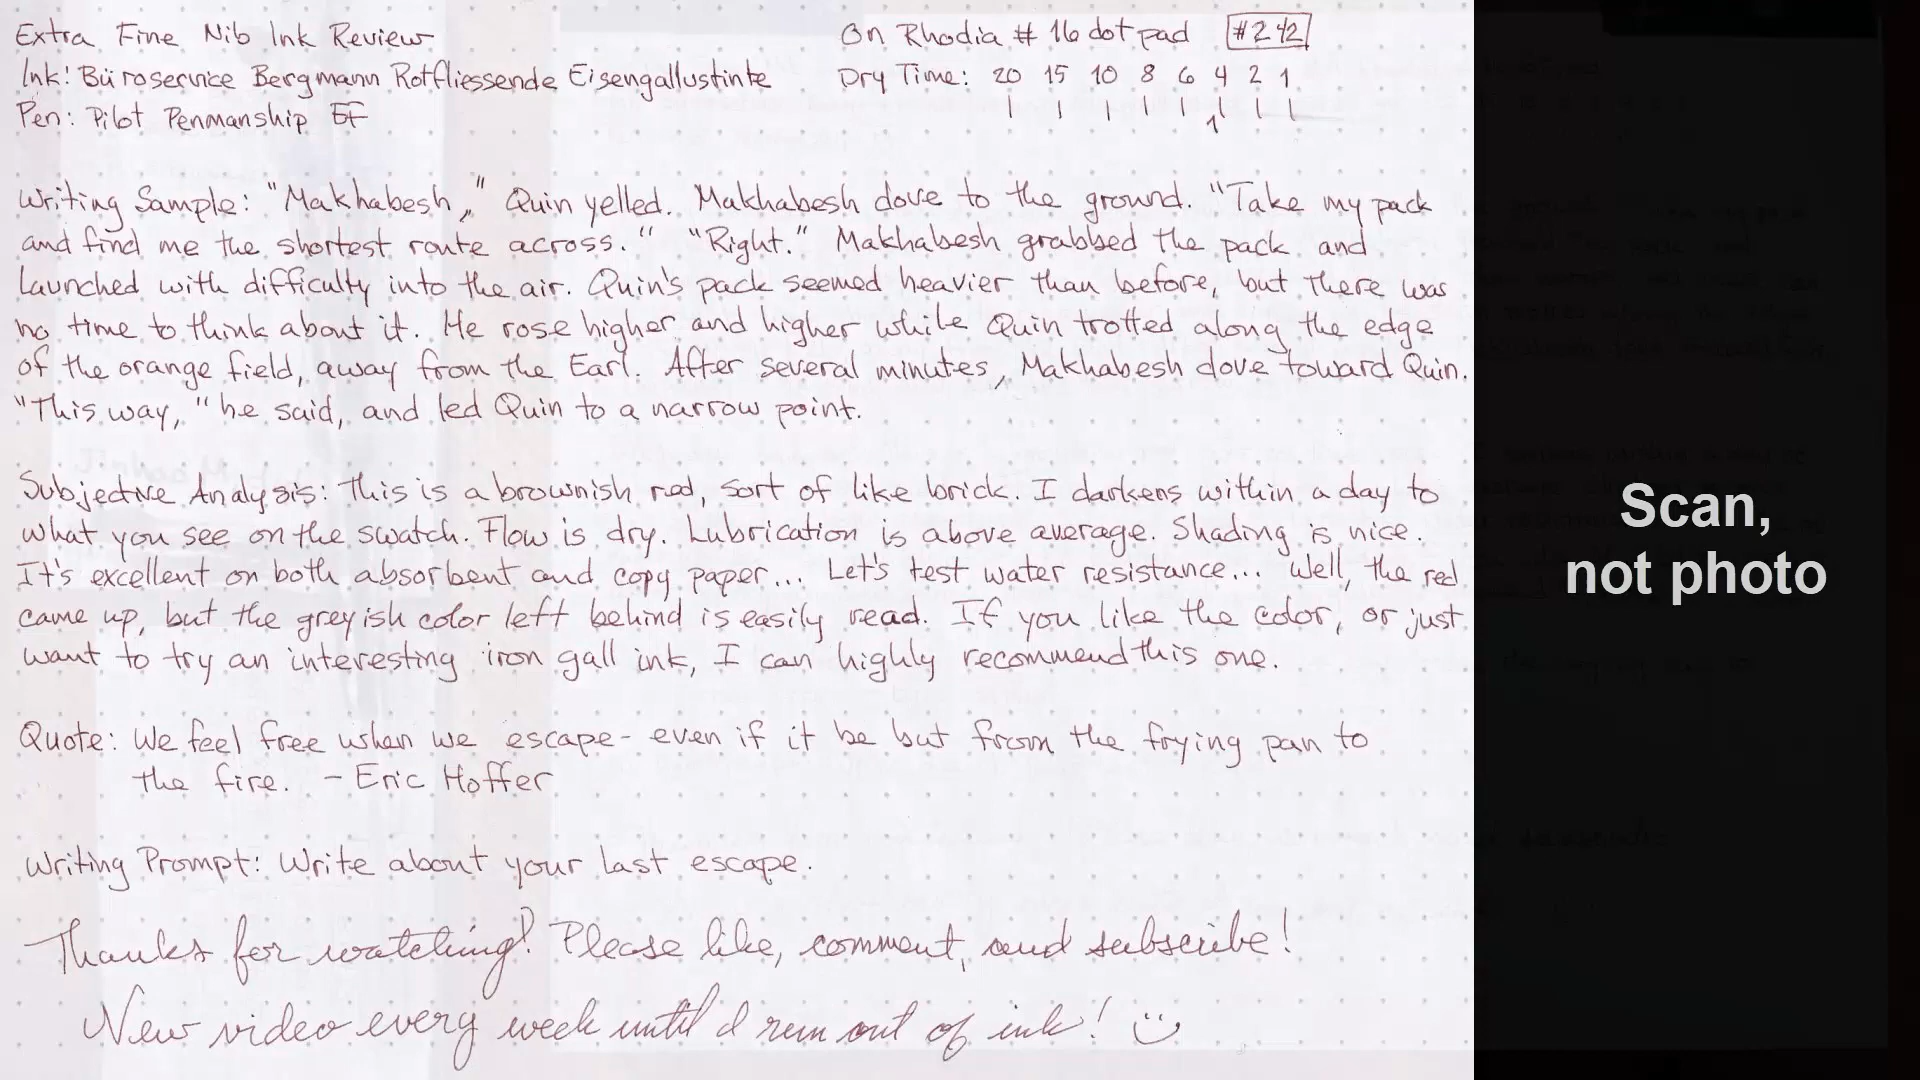 Extra Fine Nib Ink Review
On Rhodia # 16 dot pad #242
Ink: Büroservice Bergmann Rotfliessende Eisengallustinte
Dry Time: 20 15 10 8 6 4 2 1
Pen: Pilot Penmanship EF
Writing Sample: "Makhabesh," Quin yelled. Makhabesh dove to the ground. "Take my pack
and find me the shortest route across." "Right." Makhabesh grabbed the pack and
launched with difficulty into the air. Quin's pack seemed heavier than before, but there was
no time to think about it. He rose higher and higher while Quin trotted along the edge
of the orange field, away from the Earl. After several minutes, Makhabesh dove toward Quin.
"This way," he said, and led Quin to a narrow point.
Subjective Analysis: This is a brownish red, sort of like brick. I darkens within a day to
what you see on the swatch. Flow is dry. Lubrication is above average. Shading is nice.
It's excellent on both absorbent and copy paper... Let's test water resistance... Well, the red
came up, but the greyish color left behind is easily read. If you like the color, or just
want to try an interesting iron gall ink, I can highly recommend this one.
Quote: We feel free when we escape - even if it be but from the frying pan to
the fire. - Eric Hoffer
Writing Prompt: Write about your last escape.
Thanks for watching! Please like, comment, and subscribe!
New video every week until I run out of ink!
Scan,
not photo